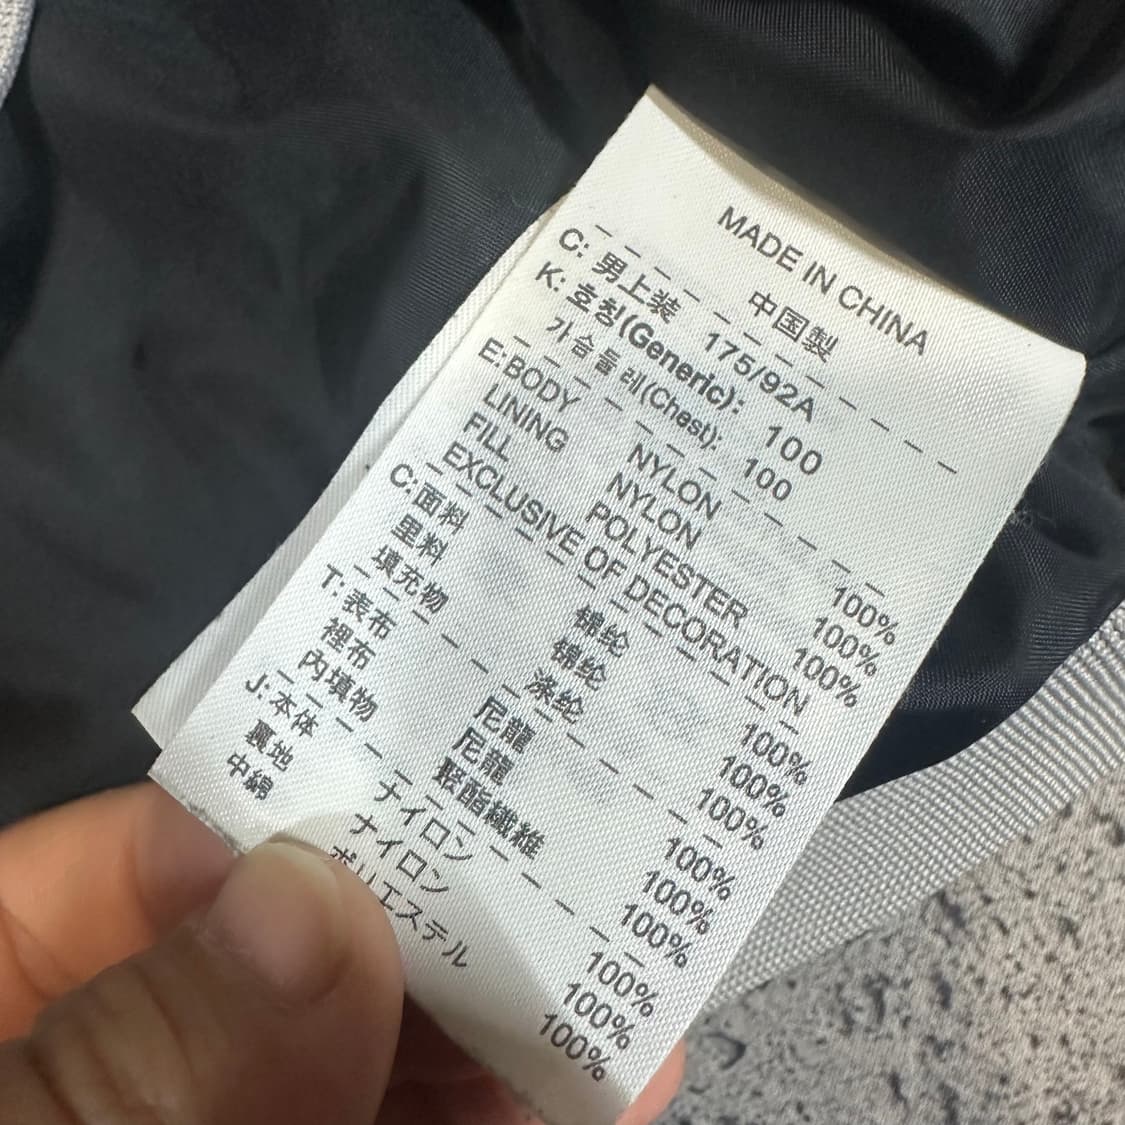 MADE IN CHINA
中国製
C: 男上装 175/92A
K: 호칭(Generic): 100
가슴둘레(Chest): 100
E:BODY NYLON 100%
LINING NYLON 100%
FILL POLYESTER 100%
EXCLUSIVE OF DECORATION
C:面料 锦纶 100%
里料 锦纶 100%
填充物 涤纶 100%
T:表布 尼龍 100%
裡布 尼龍 100%
內填物 聚酯纖維 100%
J:本体 ナイロン 100%
裏地 ナイロン 100%
中綿 ポリエステル 100%